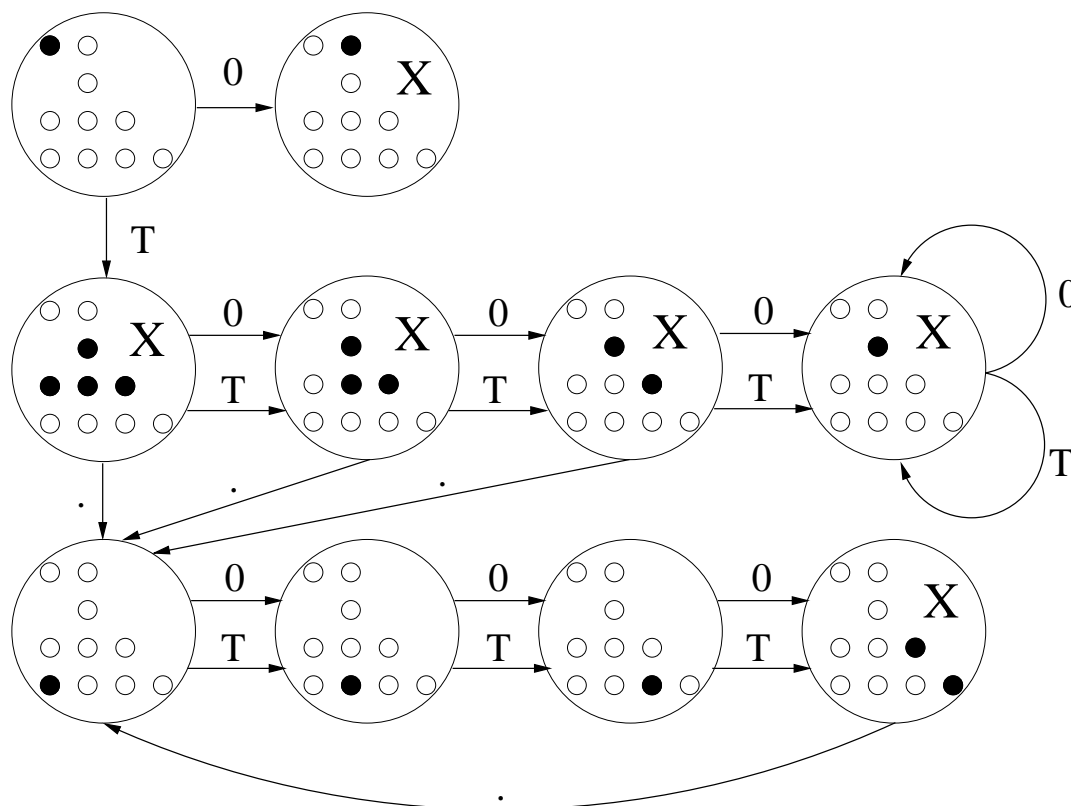 0
X
T
X 0 X 0 X 0 X 0
T T T T
. . .
0 0 0 X
T T T
.